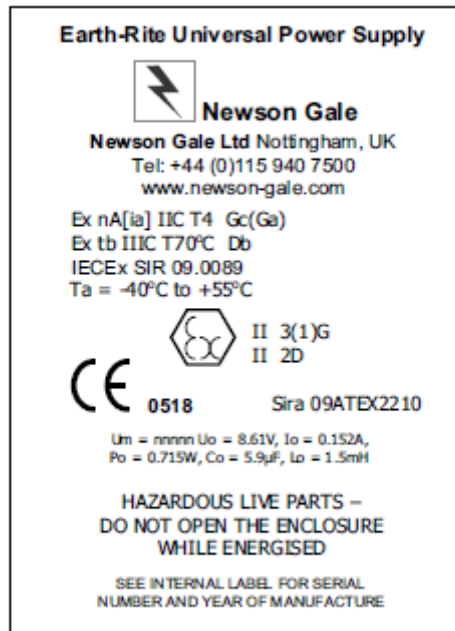 Earth-Rite Universal Power Supply
Newson Gale
Newson Gale Ltd Nottingham, UK
Tel: +44 (0)115 940 7500
www.newson-gale.com
Ex nA[ia] IIC T4 Gc(Ga)
Ex tb IIIC T70°C Db
IECEx SIR 09.0089
Ta = -40°C to +55°C
Ex II 3(1)G
II 2D
CE 0518 Sira 09ATEX2210
Um = nnnnn Uo = 8.61V, Io = 0.152A,
Po = 0.715W, Co = 5.9µF, Lo = 1.5mH
HAZARDOUS LIVE PARTS –
DO NOT OPEN THE ENCLOSURE
WHILE ENERGISED
SEE INTERNAL LABEL FOR SERIAL
NUMBER AND YEAR OF MANUFACTURE